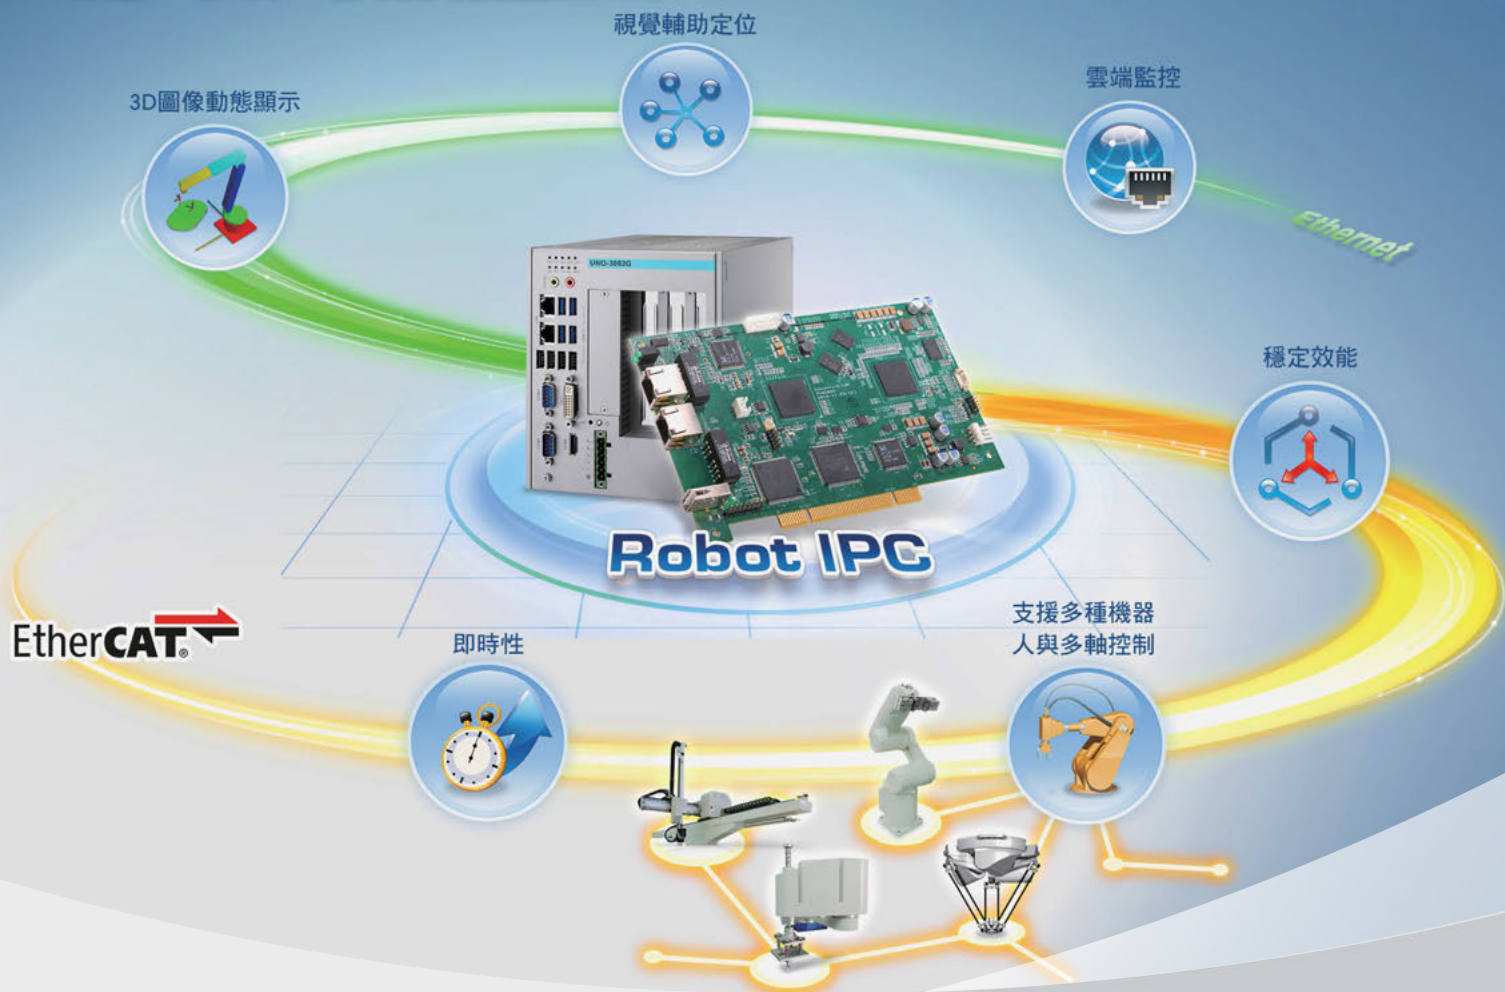 視覺輔助定位
雲端監控
3D圖像動態顯示
Ethernet
UNO-3083G
穩定效能
Robot IPC
支援多種機器
人與多軸控制
EtherCAT®
即時性